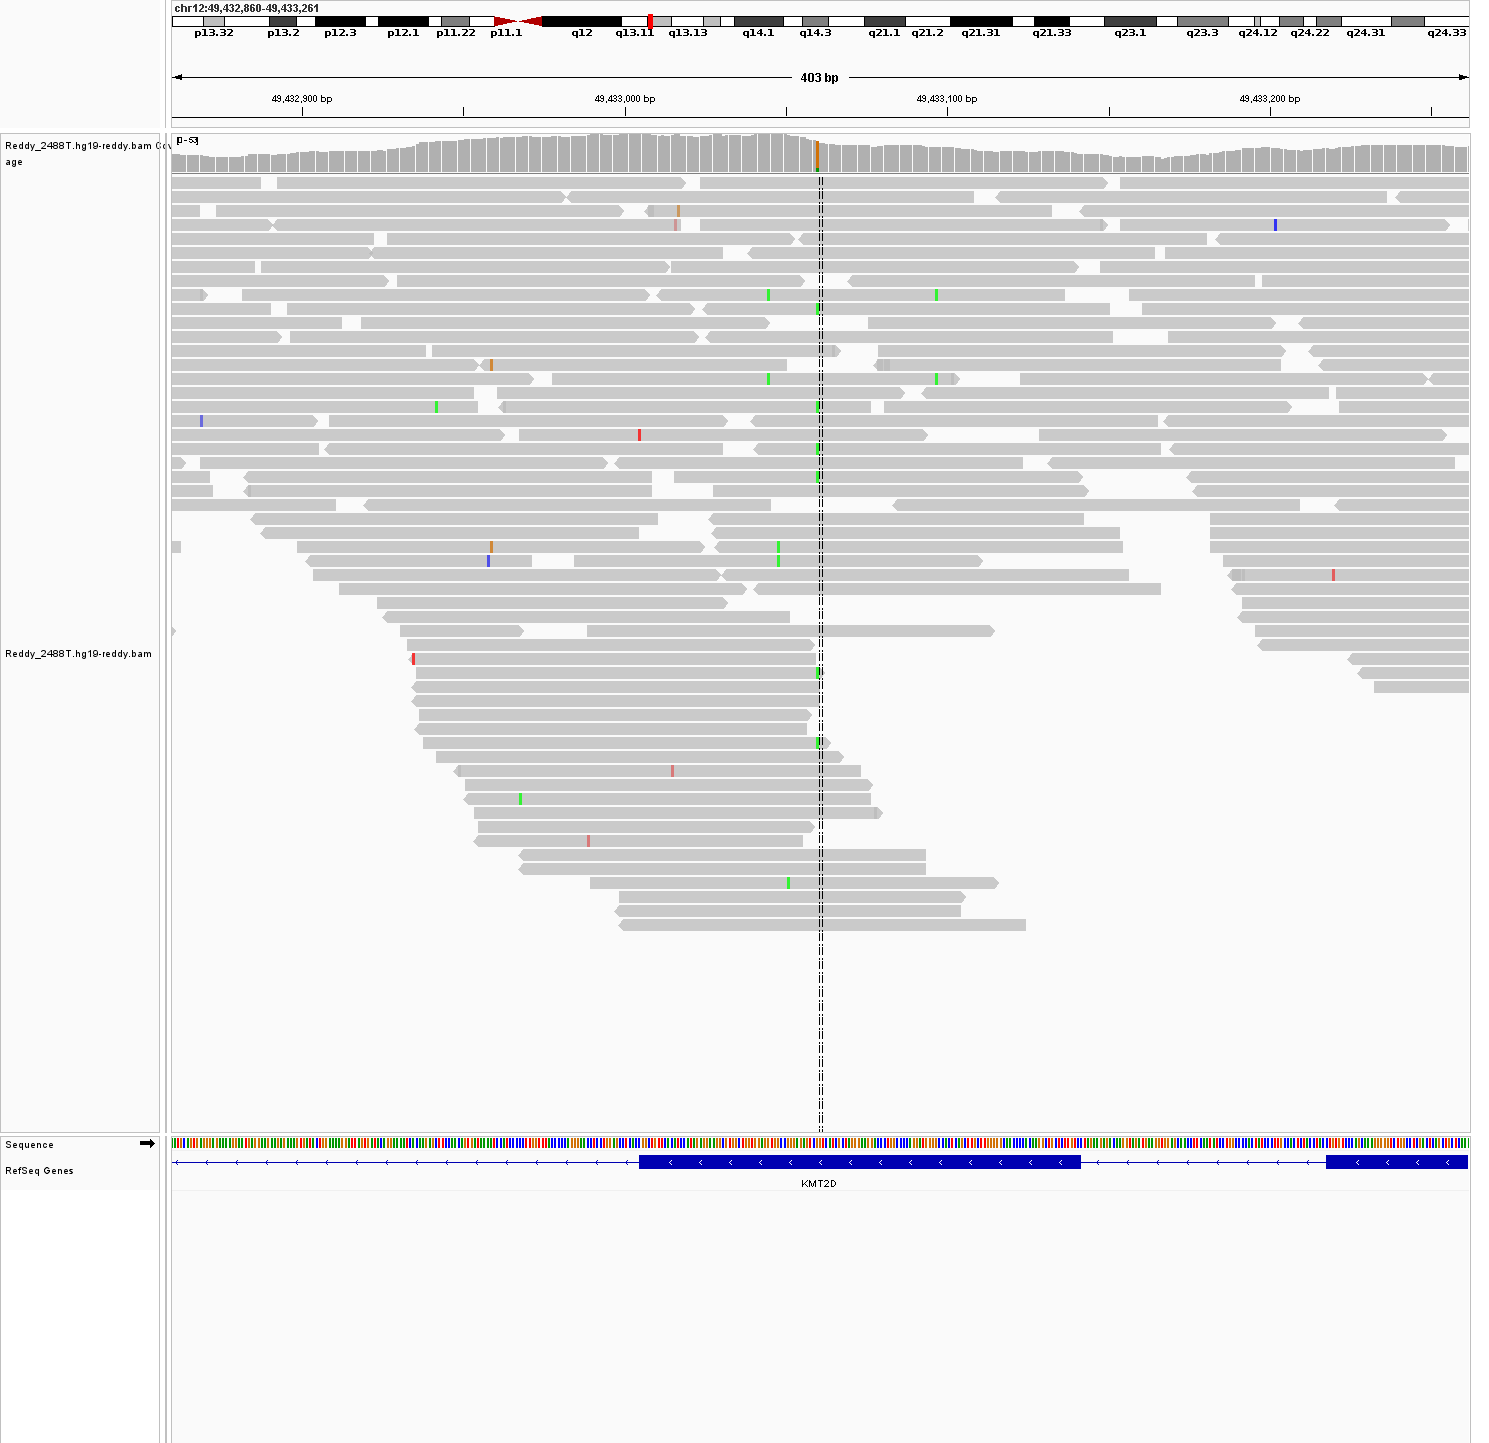 chr12:49,432,860-49,433,261
p13.32 p13.2 p12.3 p12.1 p11.22 p11.1 q12 q13.11 q13.13 q14.1 q14.3 q21.1 q21.2 q21.31 q21.33 q23.1 q23.3 q24.12 q24.22 q24.31 q24.33
403 bp
49,432,900 bp 49,433,000 bp 49,433,100 bp 49,433,200 bp
[0-53]
Reddy_2488T.hg19-reddy.bam Cov
age
Reddy_2488T.hg19-reddy.bam
Sequence
RefSeq Genes
KMT2D